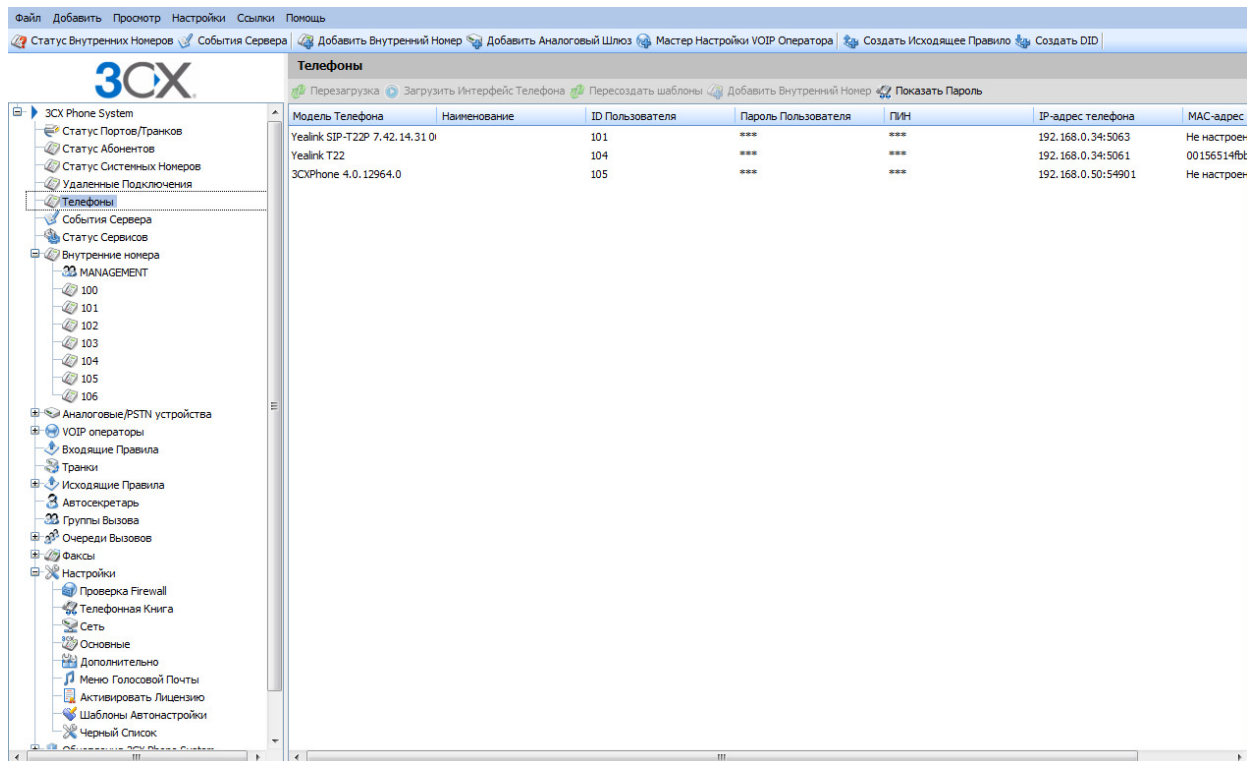 Файл Добавить Просмотр Настройки Ссылки Помощь
Статус Внутренних Номеров События Сервера Добавить Внутренний Номер Добавить Аналоговый Шлюз Мастер Настройки VOIP Оператора Создать Исходящее Правило Создать DID
3CX
Телефоны
Перезагрузка Загрузить Интерфейс Телефона Пересоздать шаблоны Добавить Внутренний Номер Показать Пароль
3CX Phone System
Статус Портов/Транков
Статус Абонентов
Статус Системных Номеров
Удаленные Подключения
Телефоны
События Сервера
Статус Сервисов
Внутренние номера
MANAGEMENT
100
101
102
103
104
105
106
Аналоговые/PSTN устройства
VOIP операторы
Входящие Правила
Транки
Исходящие Правила
Автосекретарь
Группы Вызова
Очереди Вызовов
Факсы
Настройки
Проверка Firewall
Телефонная Книга
Сеть
Основные
Дополнительно
Меню Голосовой Почты
Активировать Лицензию
Шаблоны Автонастройки
Черный Список
Обновления 3CX Phone System
Модель Телефона Наименование ID Пользователя Пароль Пользователя ПИН IP-адрес телефона MAC-адрес
Yealink SIP-T22P 7.42.14.31 0 101 *** *** 192.168.0.34:5063 Не настроен
Yealink T22 104 *** *** 192.168.0.34:5061 00156514fbb
3CXPhone 4.0.12964.0 105 *** *** 192.168.0.50:54901 Не настроен